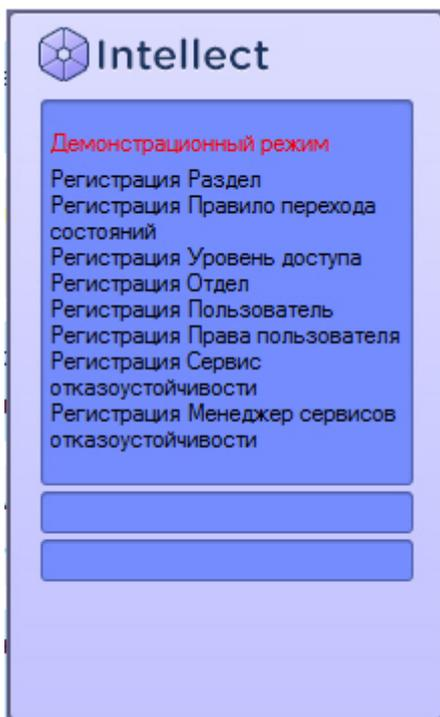 Intellect
Демонстрационный режим
Регистрация Раздел
Регистрация Правило перехода
состояний
Регистрация Уровень доступа
Регистрация Отдел
Регистрация Пользователь
Регистрация Права пользователя
Регистрация Сервис
отказоустойчивости
Регистрация Менеджер сервисов
отказоустойчивости